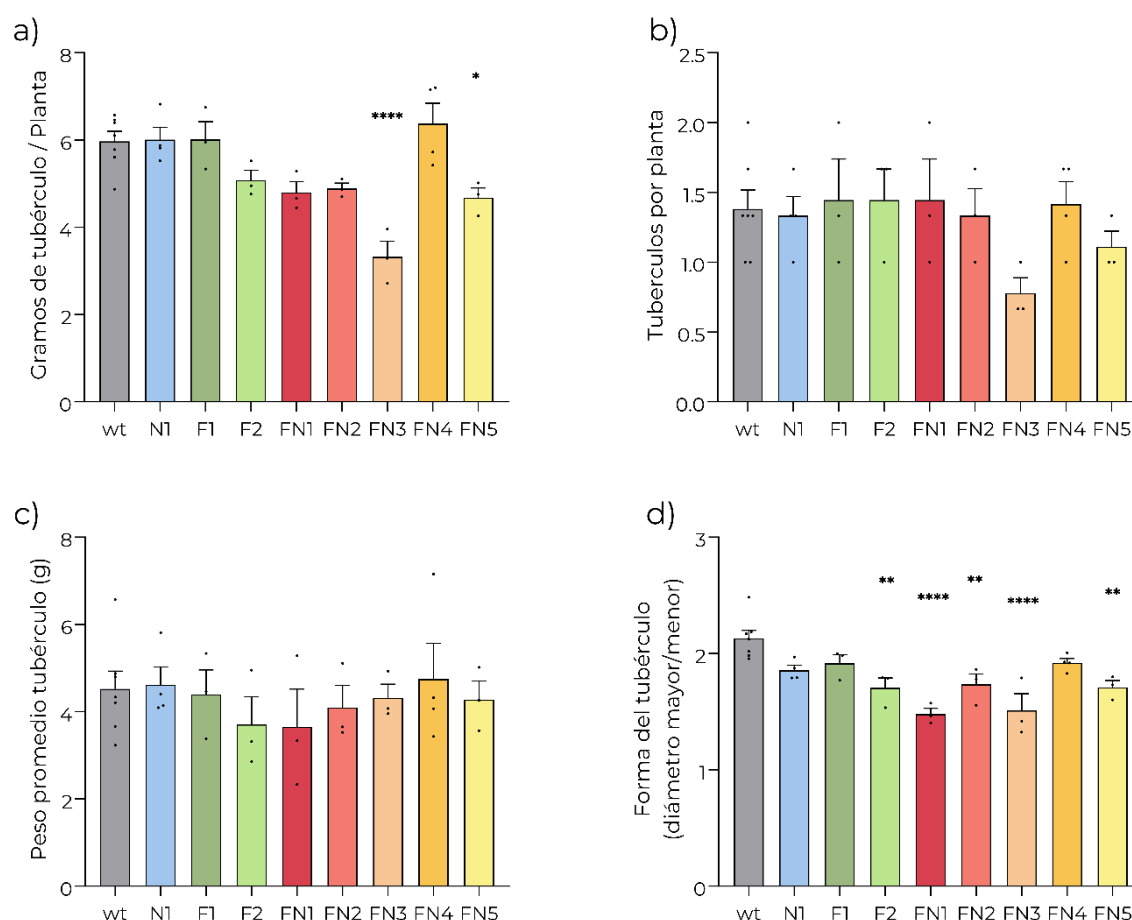 a)
Gramos de tubérculo / Planta
8
6
4
2
0
****
*
wt N1 F1 F2 FN1 FN2 FN3 FN4 FN5
b)
Tuberculos por planta
2.5
2.0
1.5
1.0
0.5
0.0
wt N1 F1 F2 FN1 FN2 FN3 FN4 FN5
c)
Peso promedio tubérculo (g)
8
6
4
2
0
wt N1 F1 F2 FN1 FN2 FN3 FN4 FN5
d)
Forma del tubérculo
(diámetro mayor/menor)
3
2
1
0
** **** ** **** **
wt N1 F1 F2 FN1 FN2 FN3 FN4 FN5